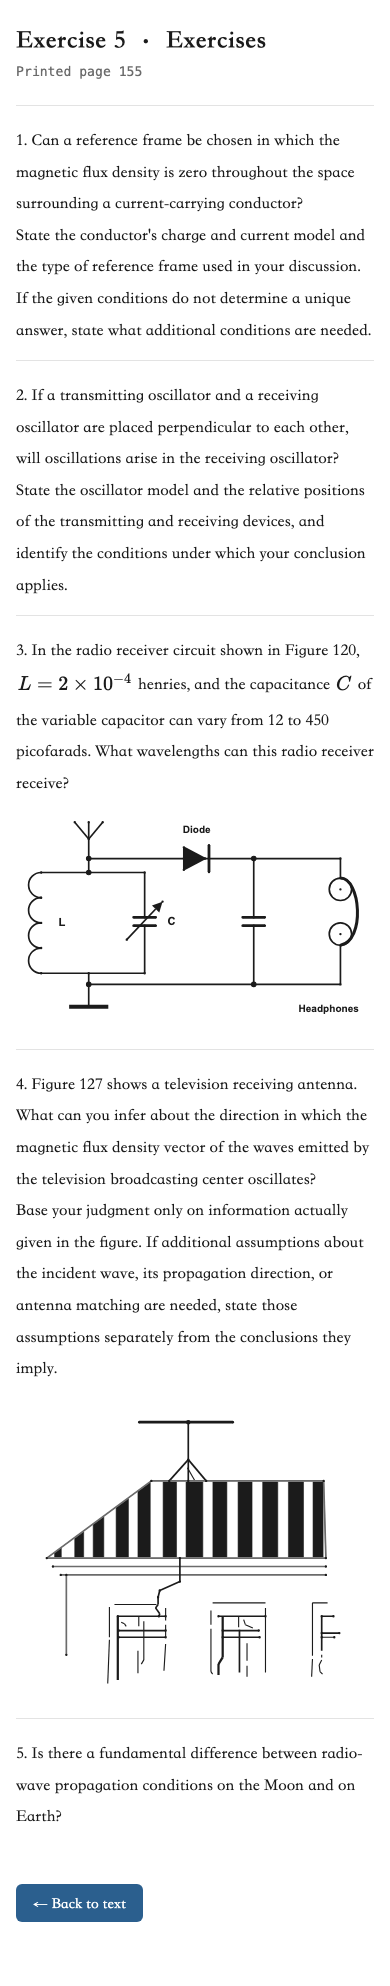 Exercise 5 · Exercises
Printed page 155
1. Can a reference frame be chosen in which the
magnetic flux density is zero throughout the space
surrounding a current-carrying conductor?
State the conductor's charge and current model and
the type of reference frame used in your discussion.
If the given conditions do not determine a unique
answer, state what additional conditions are needed.
2. If a transmitting oscillator and a receiving
oscillator are placed perpendicular to each other,
will oscillations arise in the receiving oscillator?
State the oscillator model and the relative positions
of the transmitting and receiving devices, and
identify the conditions under which your conclusion
applies.
3. In the radio receiver circuit shown in Figure 120,
L = 2 × 10⁻⁴ henries, and the capacitance C of
the variable capacitor can vary from 12 to 450
picofarads. What wavelengths can this radio receiver
receive?
Diode
L
C
Headphones
4. Figure 127 shows a television receiving antenna.
What can you infer about the direction in which the
magnetic flux density vector of the waves emitted by
the television broadcasting center oscillates?
Base your judgment only on information actually
given in the figure. If additional assumptions about
the incident wave, its propagation direction, or
antenna matching are needed, state those
assumptions separately from the conclusions they
imply.
5. Is there a fundamental difference between radio-
wave propagation conditions on the Moon and on
Earth?
← Back to text